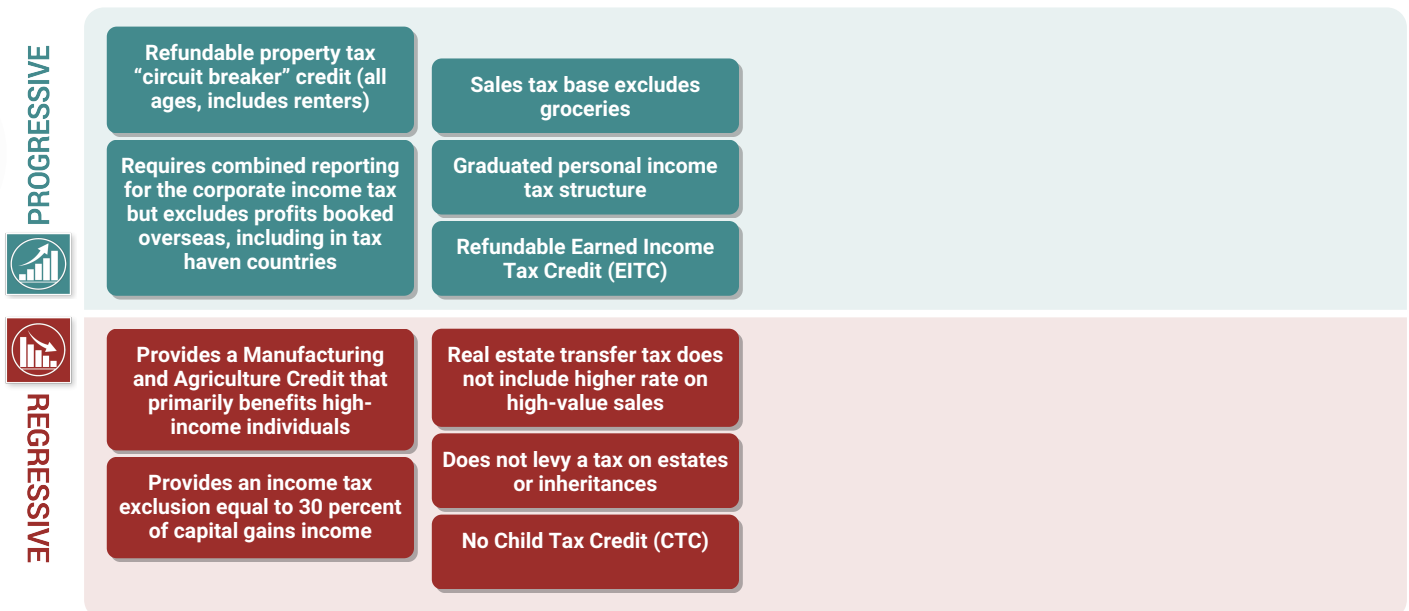 PROGRESSIVE
Refundable property tax
“circuit breaker” credit (all
ages, includes renters)
Requires combined reporting
for the corporate income tax
but excludes profits booked
overseas, including in tax
haven countries
Sales tax base excludes
groceries
Graduated personal income
tax structure
Refundable Earned Income
Tax Credit (EITC)
REGRESSIVE
Provides a Manufacturing
and Agriculture Credit that
primarily benefits high-
income individuals
Provides an income tax
exclusion equal to 30 percent
of capital gains income
Real estate transfer tax does
not include higher rate on
high-value sales
Does not levy a tax on estates
or inheritances
No Child Tax Credit (CTC)